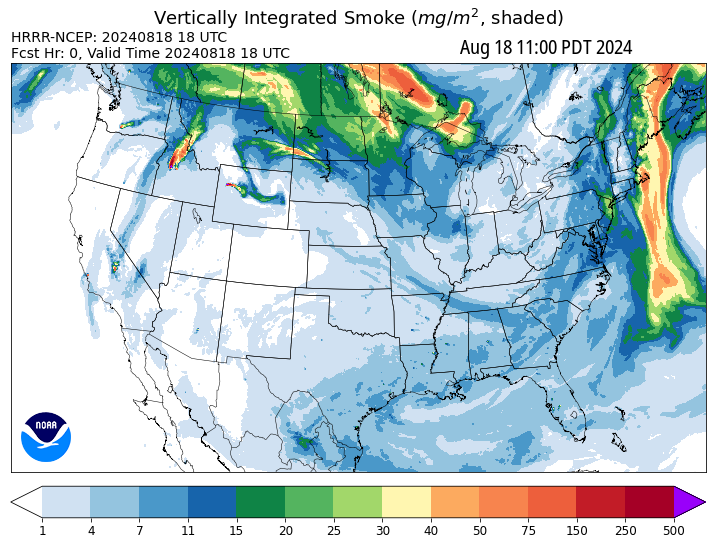 Vertically Integrated Smoke (mg/m², shaded)
HRRR-NCEP: 20240818 18 UTC
Fcst Hr: 0, Valid Time 20240818 18 UTC
Aug 18 11:00 PDT 2024
NOAA
1 4 7 11 15 20 25 30 40 50 75 150 250 500